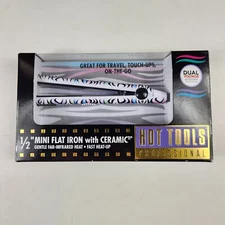 GREAT FOR TRAVEL, TOUCH-UPS,
ON-THE-GO
DUAL
1/2" MINI FLAT IRON with CERAMIC
GENTLE FAR-INFRARED HEAT • FAST HEAT-UP
HOT TOOLS
PROFESSIONAL